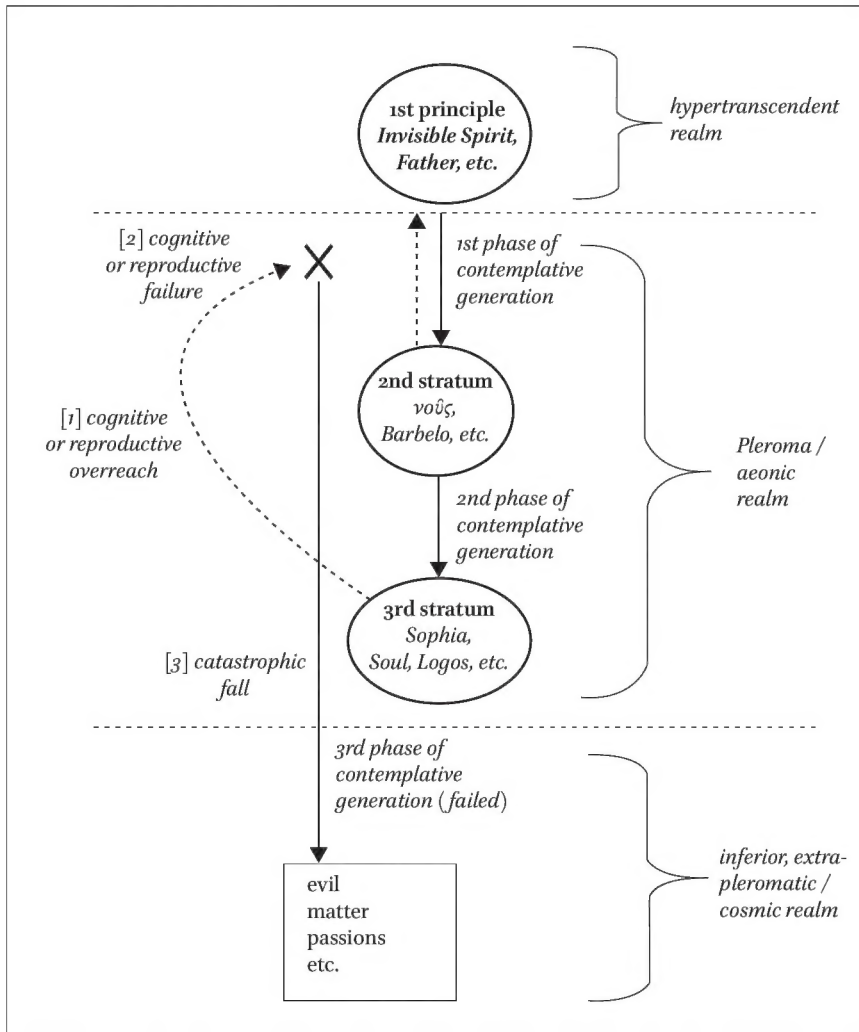 1st principle
Invisible Spirit,
Father, etc.
hypertranscendent
realm
[2] cognitive
or reproductive
failure
1st phase of
contemplative
generation
2nd stratum
νοῦς,
Barbelo, etc.
[1] cognitive
or reproductive
overreach
Pleroma /
aeonic
realm
2nd phase of
contemplative
generation
3rd stratum
Sophia,
Soul, Logos, etc.
[3] catastrophic
fall
3rd phase of
contemplative
generation (failed)
evil
matter
passions
etc.
inferior, extra-
pleromatic /
cosmic realm